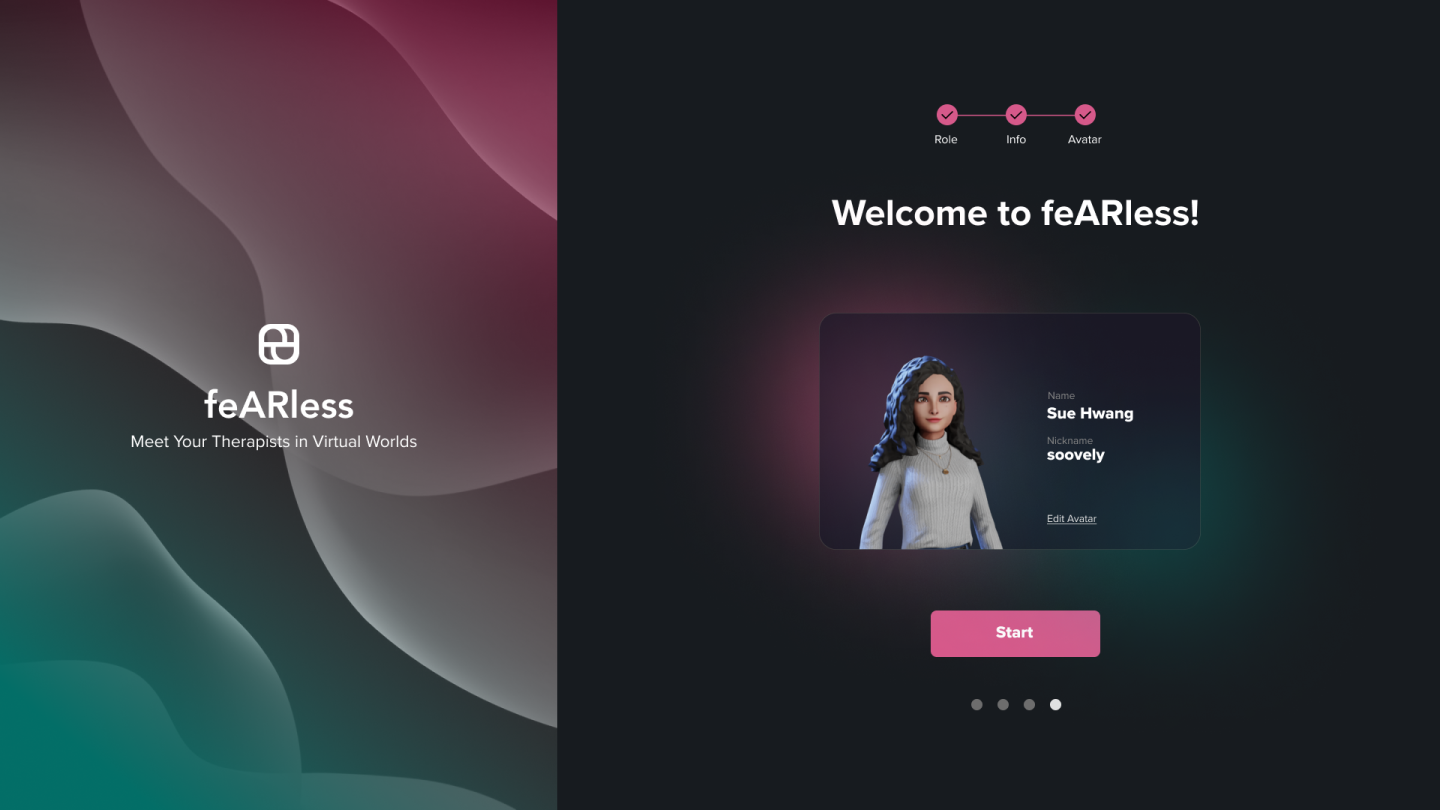 feARless
Meet Your Therapists in Virtual Worlds
Role Info Avatar
Welcome to feARless!
Name
Sue Hwang
Nickname
soovely
Edit Avatar
Start